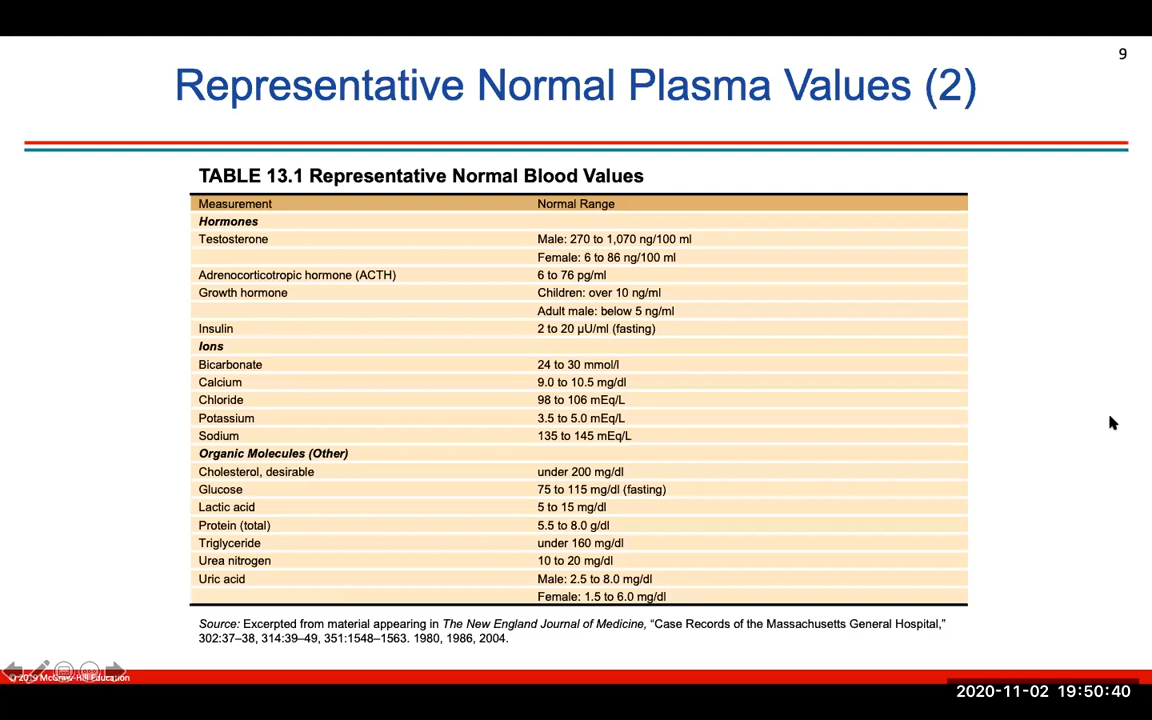 9
Representative Normal Plasma Values (2)
TABLE 13.1 Representative Normal Blood Values
Measurement Normal Range
Hormones
Testosterone Male: 270 to 1,070 ng/100 ml
Female: 6 to 86 ng/100 ml
Adrenocorticotropic hormone (ACTH) 6 to 76 pg/ml
Growth hormone Children: over 10 ng/ml
Adult male: below 5 ng/ml
Insulin 2 to 20 µU/ml (fasting)
Ions
Bicarbonate 24 to 30 mmol/l
Calcium 9.0 to 10.5 mg/dl
Chloride 98 to 106 mEq/L
Potassium 3.5 to 5.0 mEq/L
Sodium 135 to 145 mEq/L
Organic Molecules (Other)
Cholesterol, desirable under 200 mg/dl
Glucose 75 to 115 mg/dl (fasting)
Lactic acid 5 to 15 mg/dl
Protein (total) 5.5 to 8.0 g/dl
Triglyceride under 160 mg/dl
Urea nitrogen 10 to 20 mg/dl
Uric acid Male: 2.5 to 8.0 mg/dl
Female: 1.5 to 6.0 mg/dl
Source: Excerpted from material appearing in The New England Journal of Medicine, “Case Records of the Massachusetts General Hospital,”
302:37–38, 314:39–49, 351:1548–1563. 1980, 1986, 2004.
© 2019 McGraw-Hill Education
2020-11-02 19:50:40